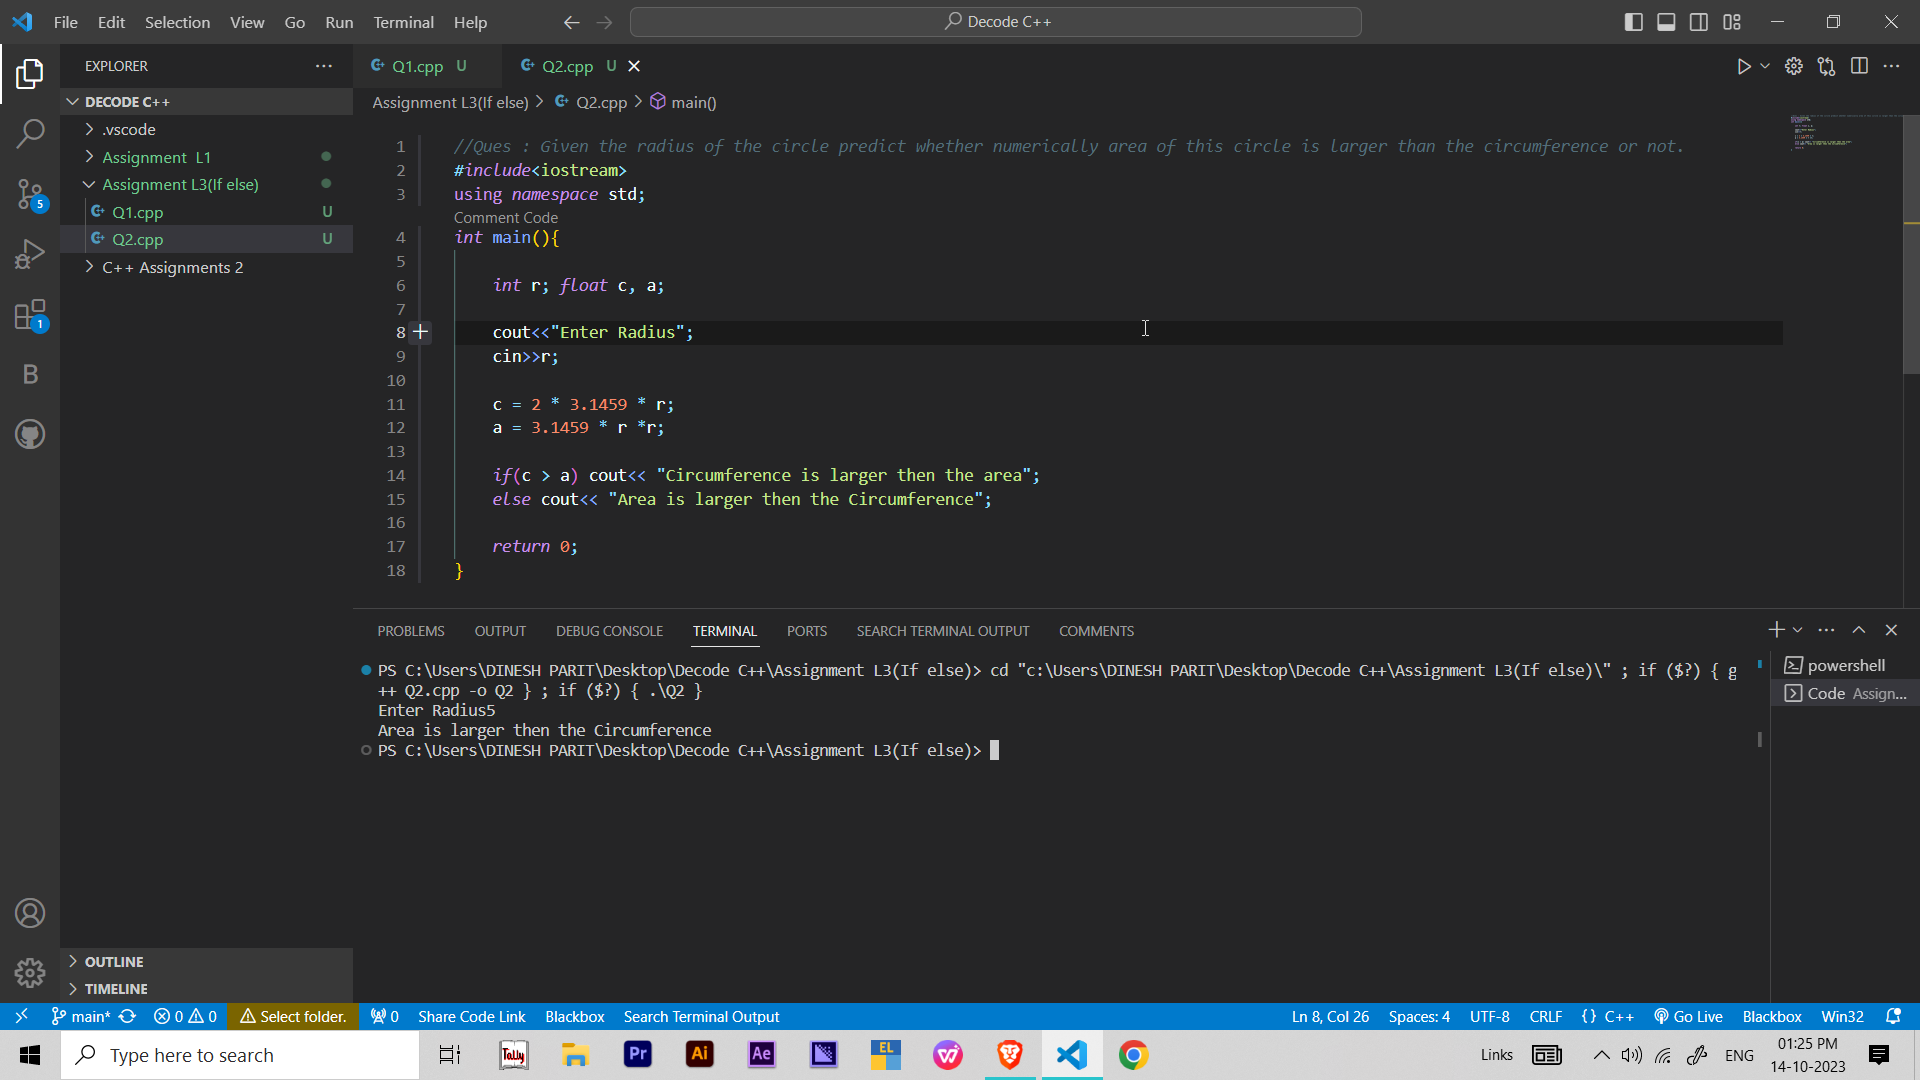 File Edit Selection View Go Run Terminal Help
Decode C++
EXPLORER
DECODE C++
.vscode
Assignment L1
Assignment L3(If else)
Q1.cpp U
Q2.cpp U
C++ Assignments 2
OUTLINE
TIMELINE
5
1
B
Q1.cpp U
Q2.cpp U
Assignment L3(If else) > Q2.cpp > main()
1 //Ques : Given the radius of the circle predict whether numerically area of this circle is larger than the circumference or not.
2 #include<iostream>
3 using namespace std;
Comment Code
4 int main(){
5
6 int r; float c, a;
7
8 cout<<"Enter Radius";
9 cin>>r;
10
11 c = 2 * 3.1459 * r;
12 a = 3.1459 * r *r;
13
14 if(c > a) cout<< "Circumference is larger then the area";
15 else cout<< "Area is larger then the Circumference";
16
17 return 0;
18 }
PROBLEMS OUTPUT DEBUG CONSOLE TERMINAL PORTS SEARCH TERMINAL OUTPUT COMMENTS
PS C:\Users\DINESH PARIT\Desktop\Decode C++\Assignment L3(If else)> cd "c:\Users\DINESH PARIT\Desktop\Decode C++\Assignment L3(If else)\" ; if ($?) { g
++ Q2.cpp -o Q2 } ; if ($?) { .\Q2 }
Enter Radius5
Area is larger then the Circumference
PS C:\Users\DINESH PARIT\Desktop\Decode C++\Assignment L3(If else)>
powershell
Code Assign...
main* 0 0 Select folder. 0 Share Code Link Blackbox Search Terminal Output
Ln 8, Col 26 Spaces: 4 UTF-8 CRLF {} C++ Go Live Blackbox Win32
Type here to search
Tally
Pr
Ai
Ae
EL
Links
ENG
01:25 PM
14-10-2023